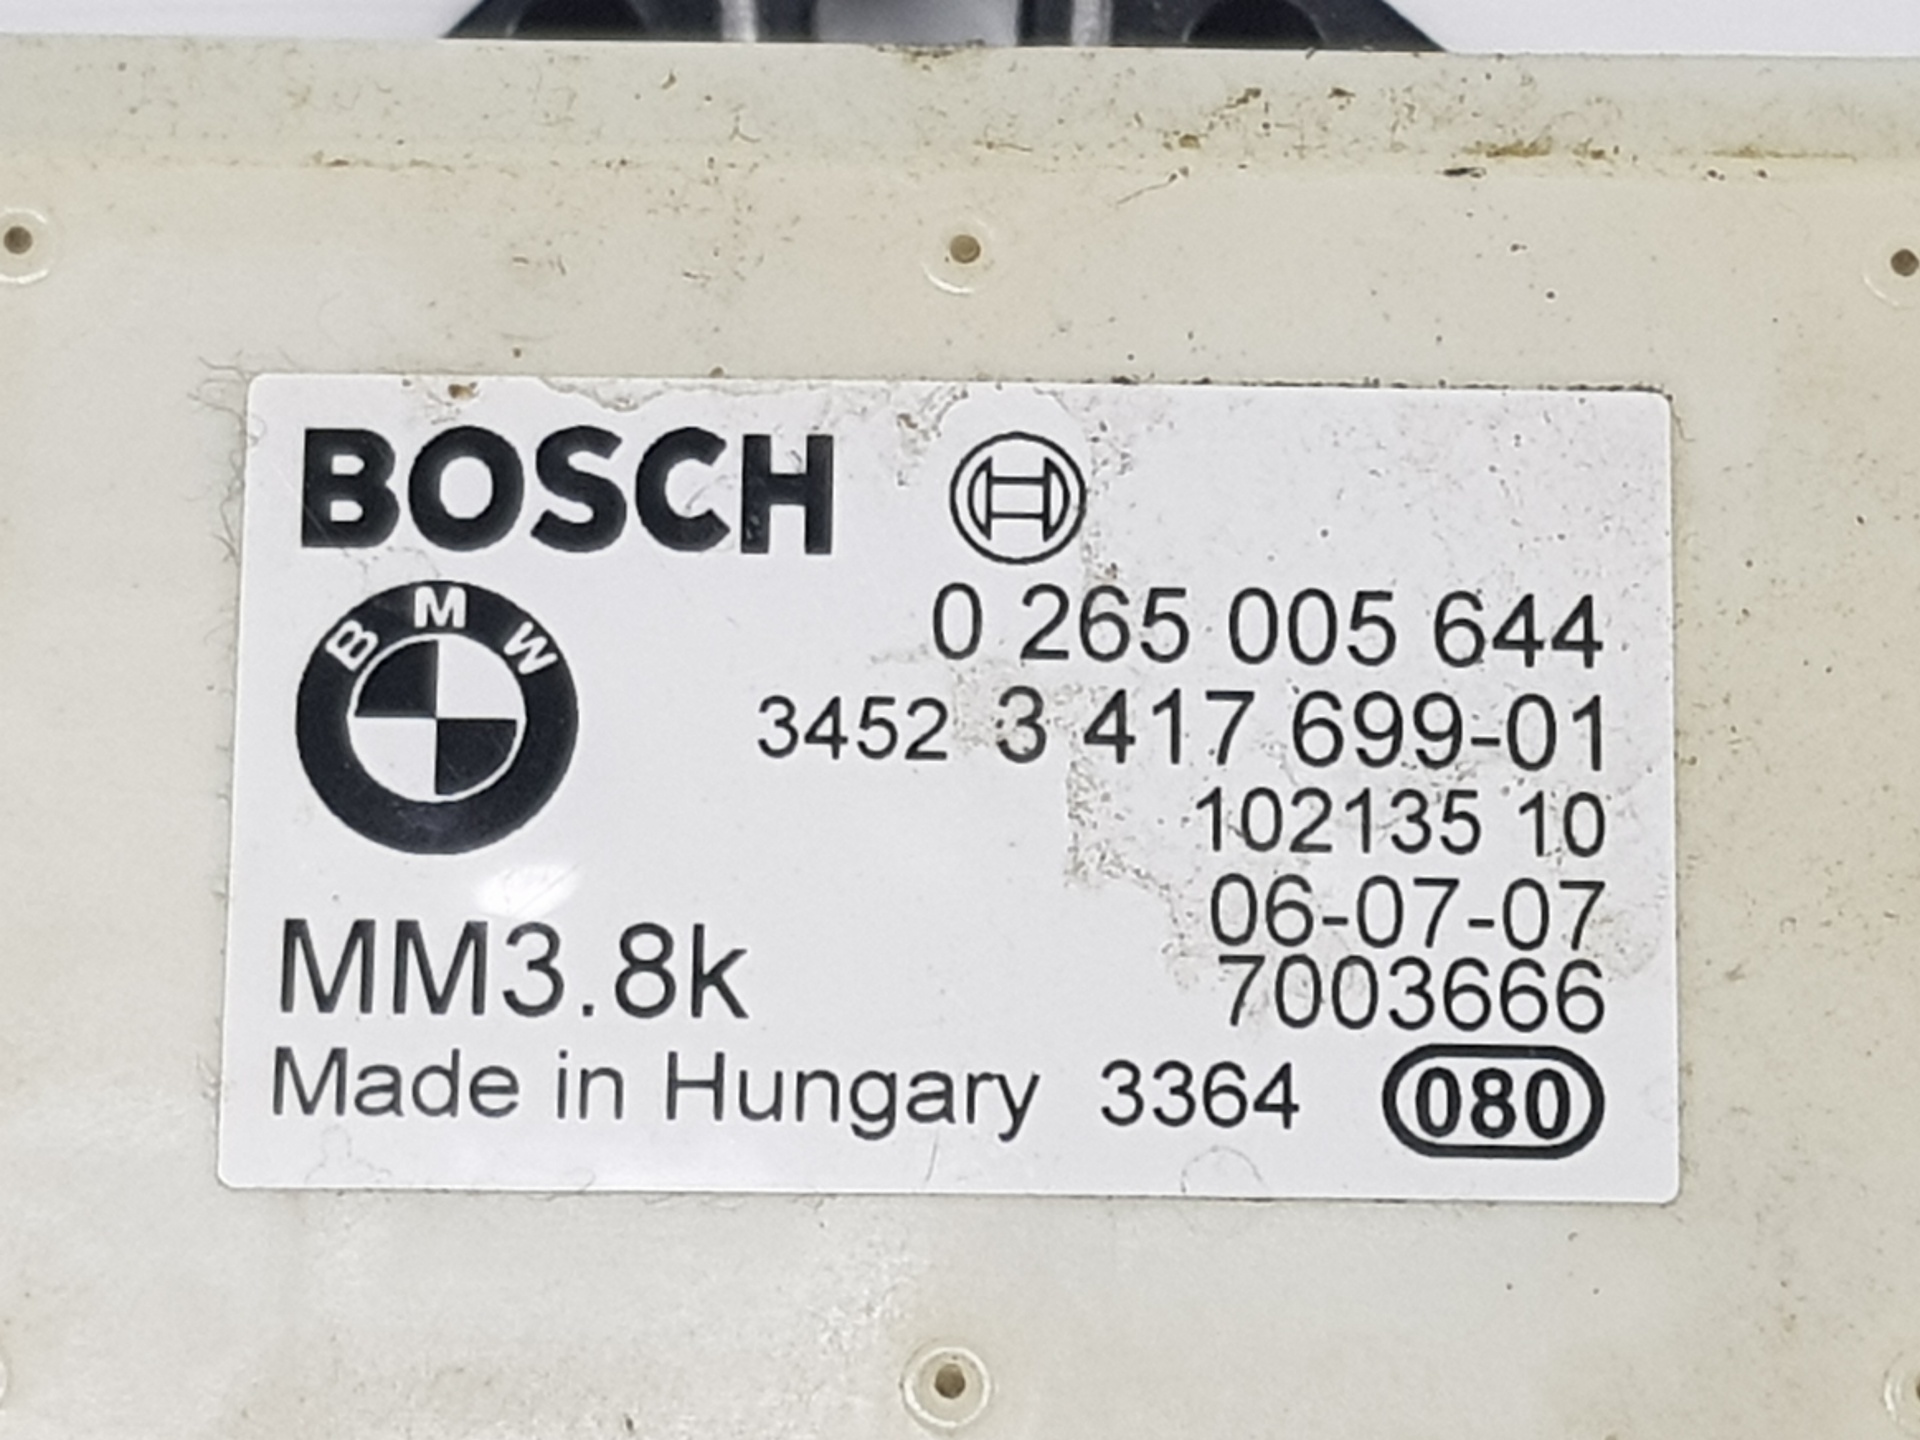 BOSCH
BMW
0 265 005 644
3452 3 417 699-01
102135 10
06-07-07
MM3.8k
7003666
Made in Hungary 3364 080